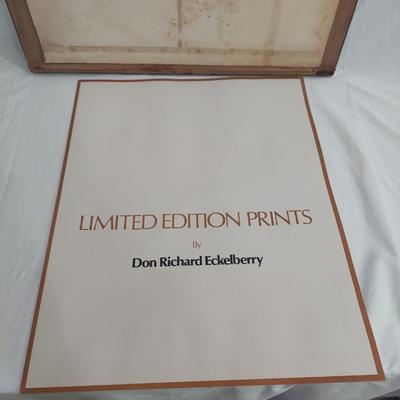 LIMITED EDITION PRINTS
By
Don Richard Eckelberry